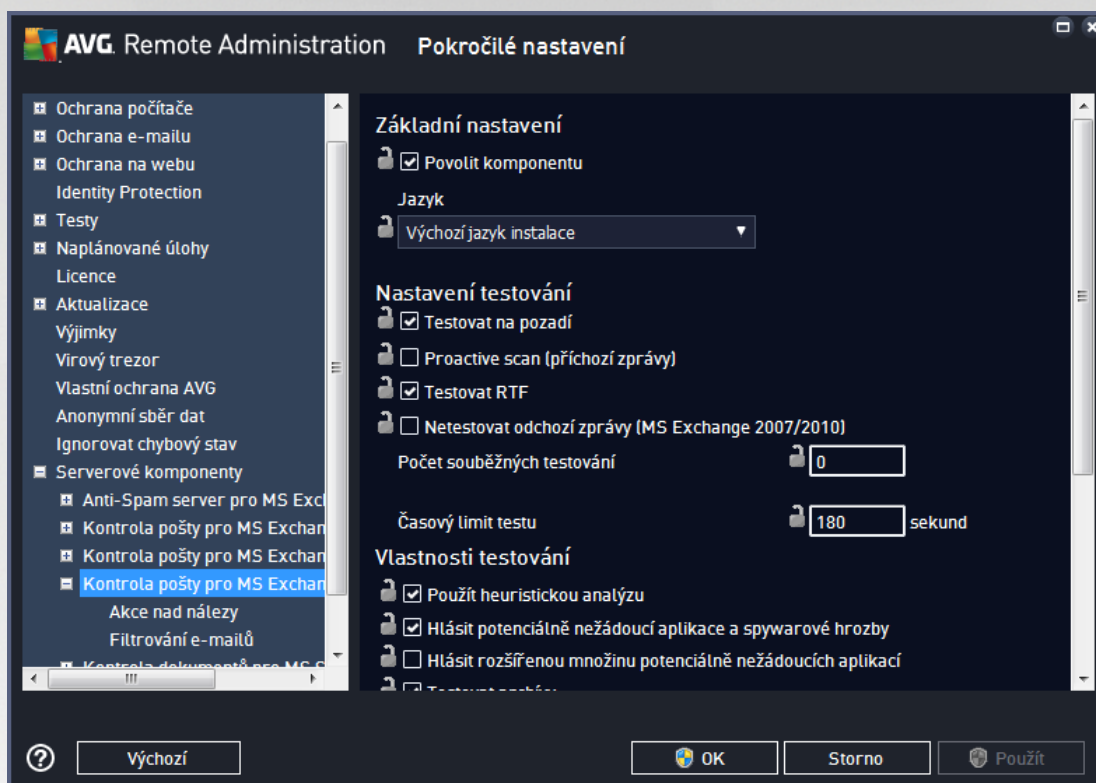 AVG. Remote Administration Pokročilé nastavení
Ochrana počítače
Ochrana e-mailu
Ochrana na webu
Identity Protection
Testy
Naplánované úlohy
Licence
Aktualizace
Výjimky
Virový trezor
Vlastní ochrana AVG
Anonymní sběr dat
Ignorovat chybový stav
Serverové komponenty
Anti-Spam server pro MS Excl
Kontrola pošty pro MS Exchan
Kontrola pošty pro MS Exchan
Kontrola pošty pro MS Exchan
Akce nad nálezy
Filtrování e-mailů
Kontrola dokumentů pro MS S
Základní nastavení
Povolit komponentu
Jazyk
Výchozí jazyk instalace
Nastavení testování
Testovat na pozadí
Proactive scan (příchozí zprávy)
Testovat RTF
Netestovat odchozí zprávy (MS Exchange 2007/2010)
Počet souběžných testování 0
Časový limit testu 180 sekund
Vlastnosti testování
Použít heuristickou analýzu
Hlásit potenciálně nežádoucí aplikace a spywarové hrozby
Hlásit rozšířenou množinu potenciálně nežádoucích aplikací
Výchozí
OK
Storno
Použít